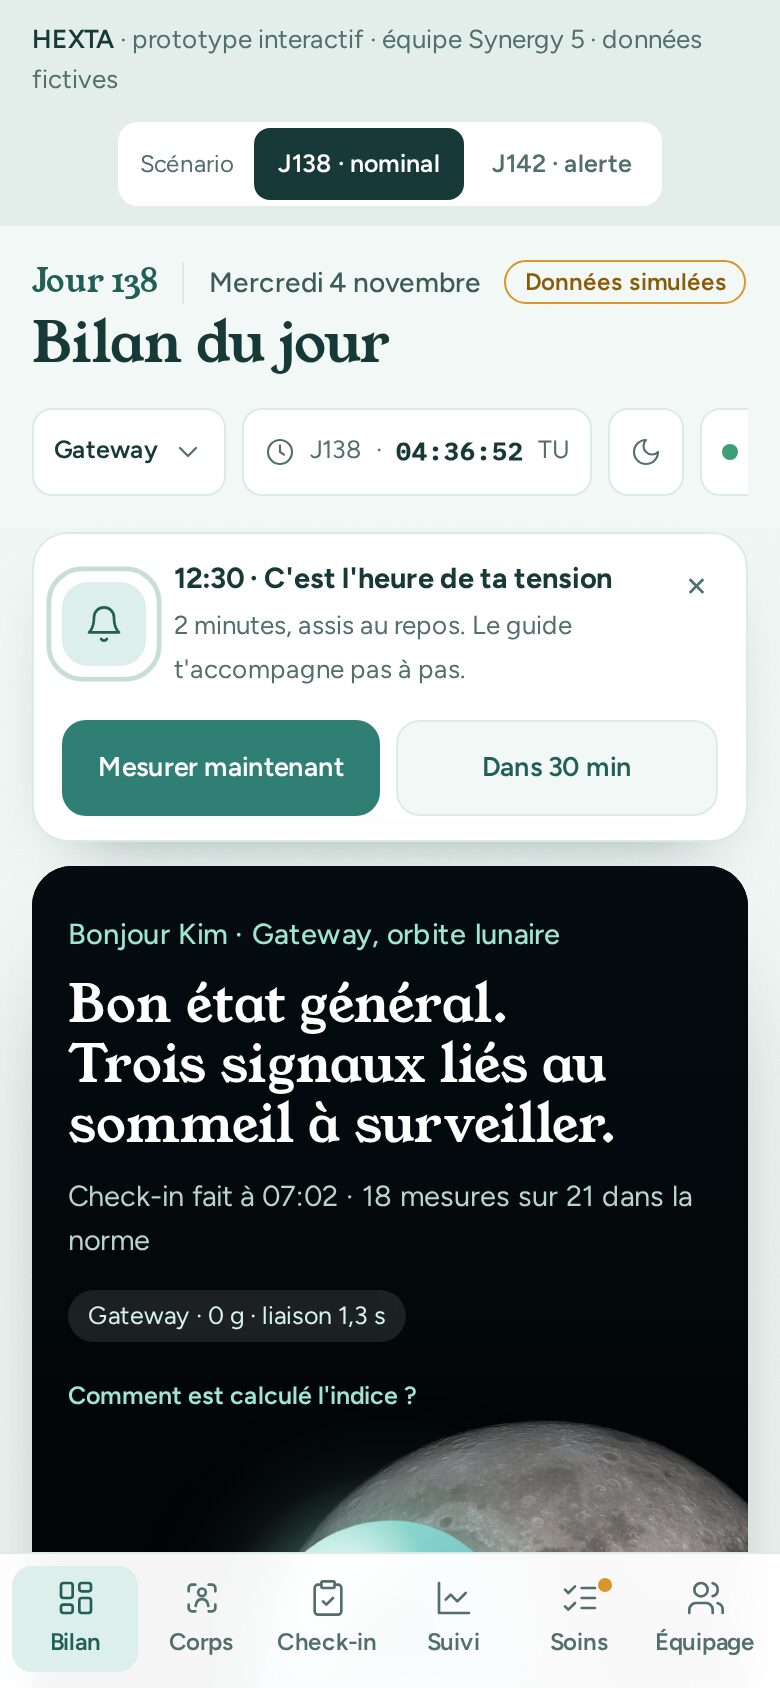 HEXTA · prototype interactif · équipe Synergy 5 · données
fictives
Scénario J138 · nominal J142 · alerte
Jour 138 Mercredi 4 novembre Données simulées
Bilan du jour
Gateway J138 · 04:36:52 TU
12:30 · C'est l'heure de ta tension
2 minutes, assis au repos. Le guide
t'accompagne pas à pas.
Mesurer maintenant Dans 30 min
Bonjour Kim · Gateway, orbite lunaire
Bon état général.
Trois signaux liés au
sommeil à surveiller.
Check-in fait à 07:02 · 18 mesures sur 21 dans la
norme
Gateway · 0 g · liaison 1,3 s
Comment est calculé l'indice ?
Bilan Corps Check-in Suivi Soins Équipage